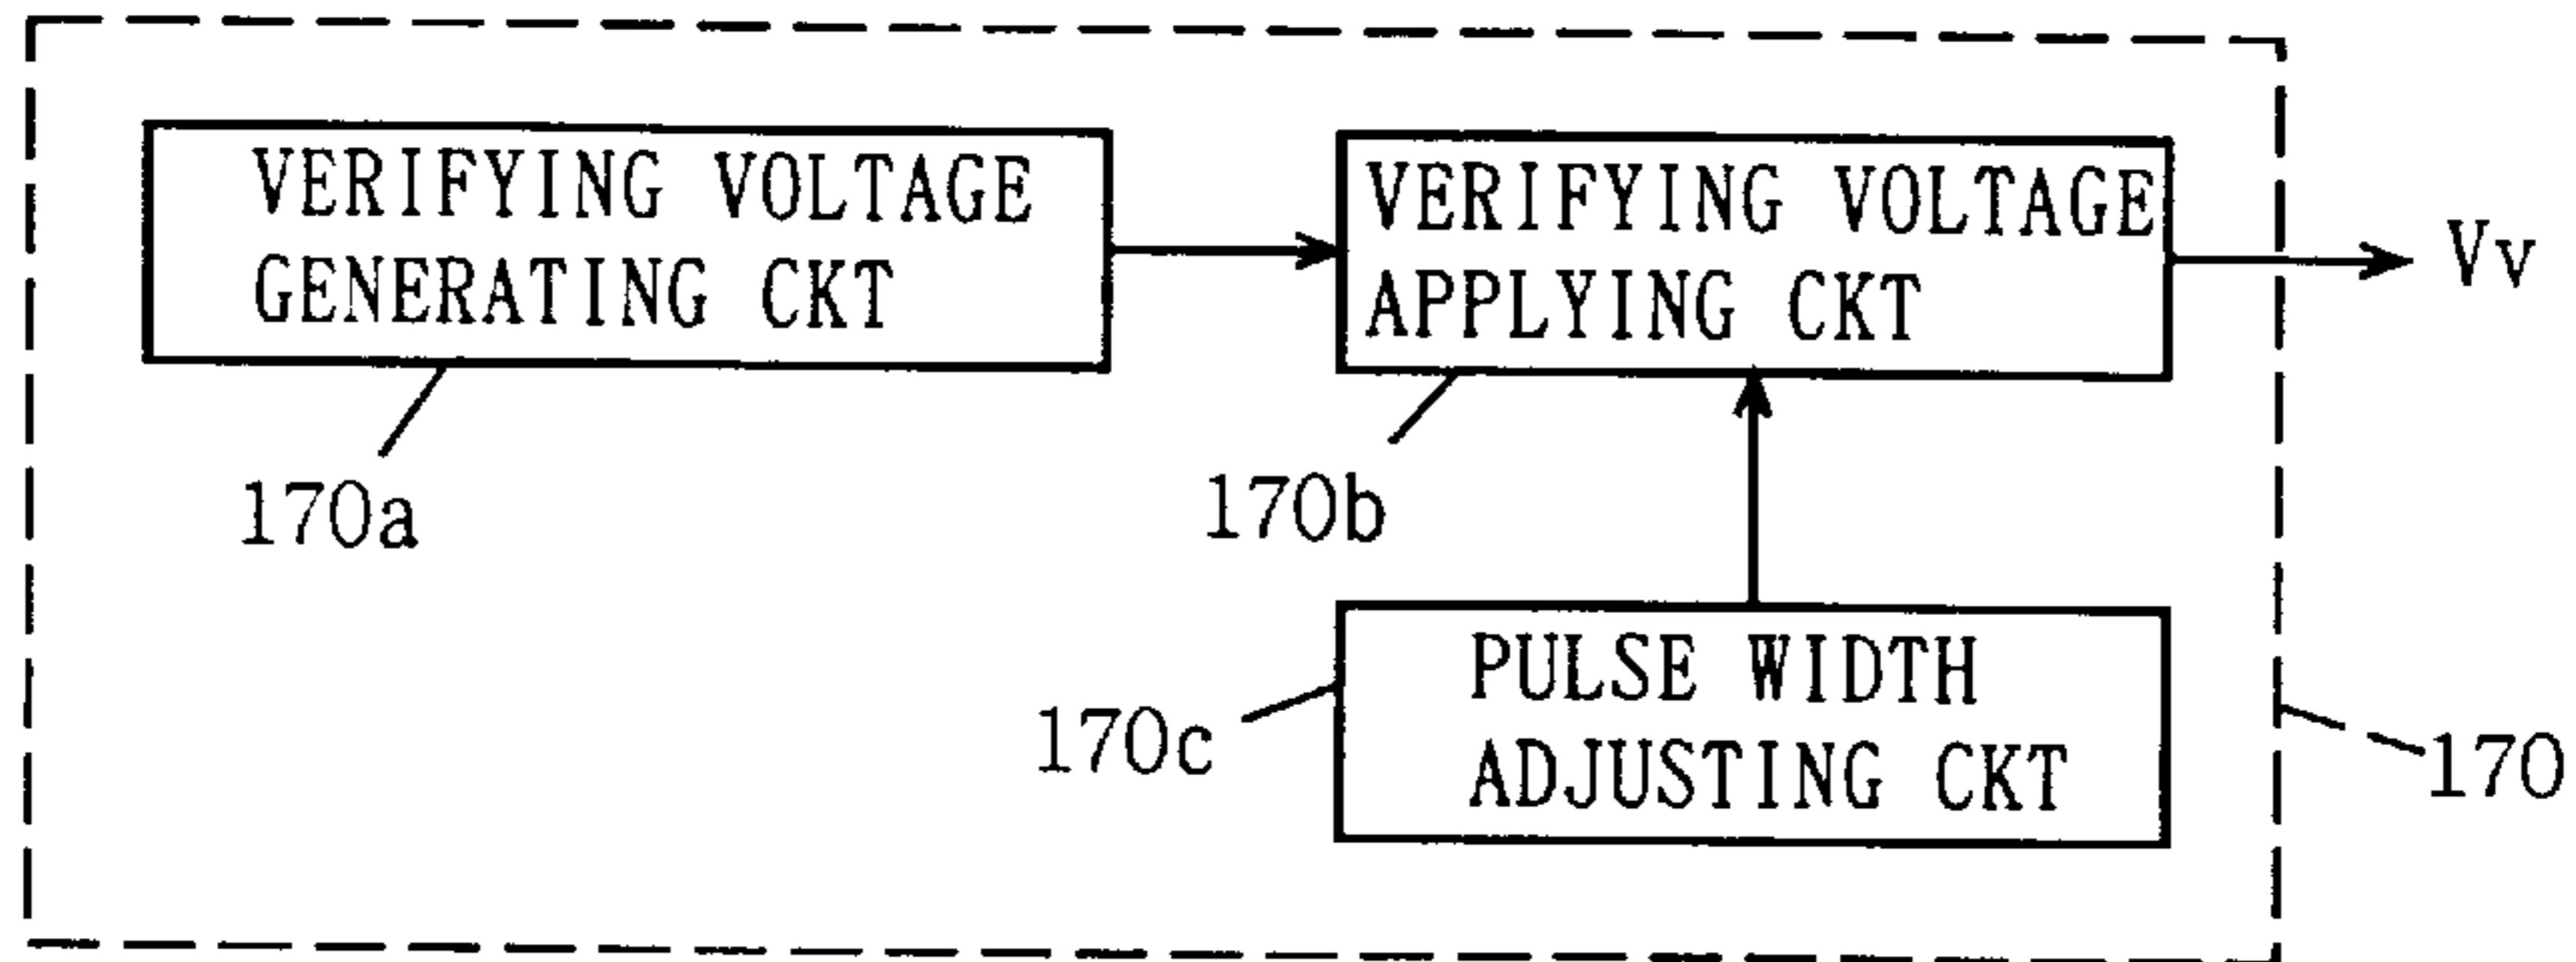 VERIFYING VOLTAGE
GENERATING CKT
VERIFYING VOLTAGE
APPLYING CKT
Vv
170a
170b
PULSE WIDTH
ADJUSTING CKT
170c
170